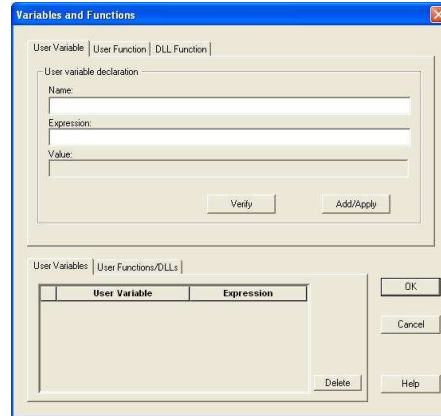 Variables and Functions
User Variable User Function DLL Function
User variable declaration
Name:
Expression:
Value:
Verify Add/Apply
User Variables User Functions/DLLs
User Variable Expression
OK
Cancel
Delete Help